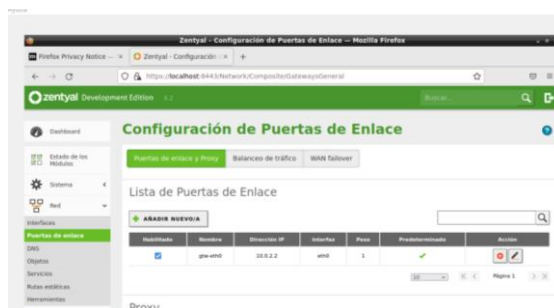 Zentyal - Configuración de Puertas de Enlace — Mozilla Firefox
Firefox Privacy Notice — ×
Zentyal - Configuración ×
+
https://localhost:8443/Network/Composite/GatewaysGeneral
zentyal Development Edition
Buscar...
Configuración de Puertas de Enlace
Dashboard
Estado de los Módulos
Sistema
Red
Interfaces
Puertas de enlace
DNS
Objetos
Servicios
Rutas estáticas
Herramientas
Puertas de enlace y Proxy
Balanceo de tráfico
WAN failover
Lista de Puertas de Enlace
AÑADIR NUEVO/A
Habilitado Nombre Dirección IP Interfaz Peso Predeterminado Acción
gw-eth0 10.0.2.2 eth0 1
10
Página 1
Proxy